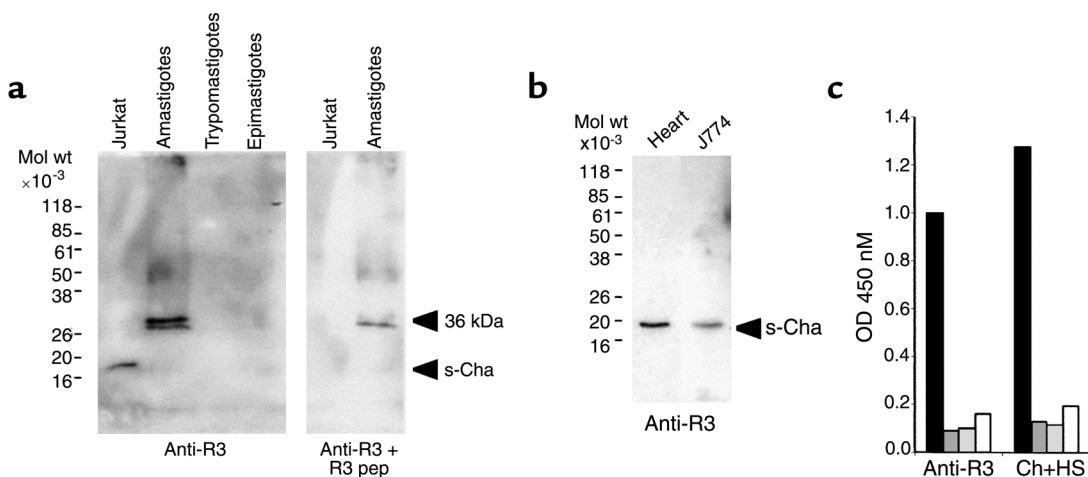 a
Jurkat
Amastigotes
Trypomastigotes
Epimastigotes
Jurkat
Amastigotes
Mol wt
×10-3
118-
85-
61-
50-
38-
26-
20-
16-
36 kDa
s-Cha
Anti-R3
Anti-R3 +
R3 pep
b
Mol wt
x10-3
Heart
J774
118-
85-
61-
50-
38-
26-
20-
16-
s-Cha
Anti-R3
c
OD 450 nM
1.4
1.2
1.0
0.8
0.6
0.4
0.2
0.0
Anti-R3
Ch+HS